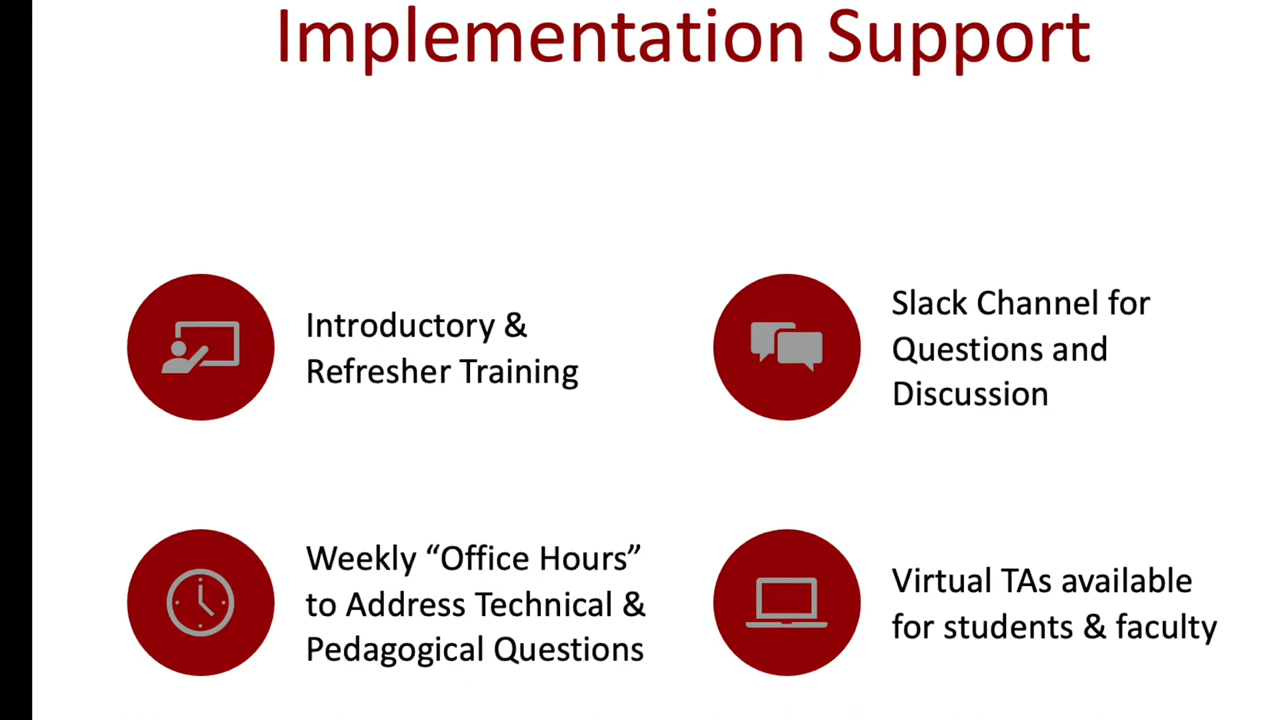 Implementation Support
Introductory &
Refresher Training
Slack Channel for
Questions and
Discussion
Weekly “Office Hours”
to Address Technical &
Pedagogical Questions
Virtual TAs available
for students & faculty